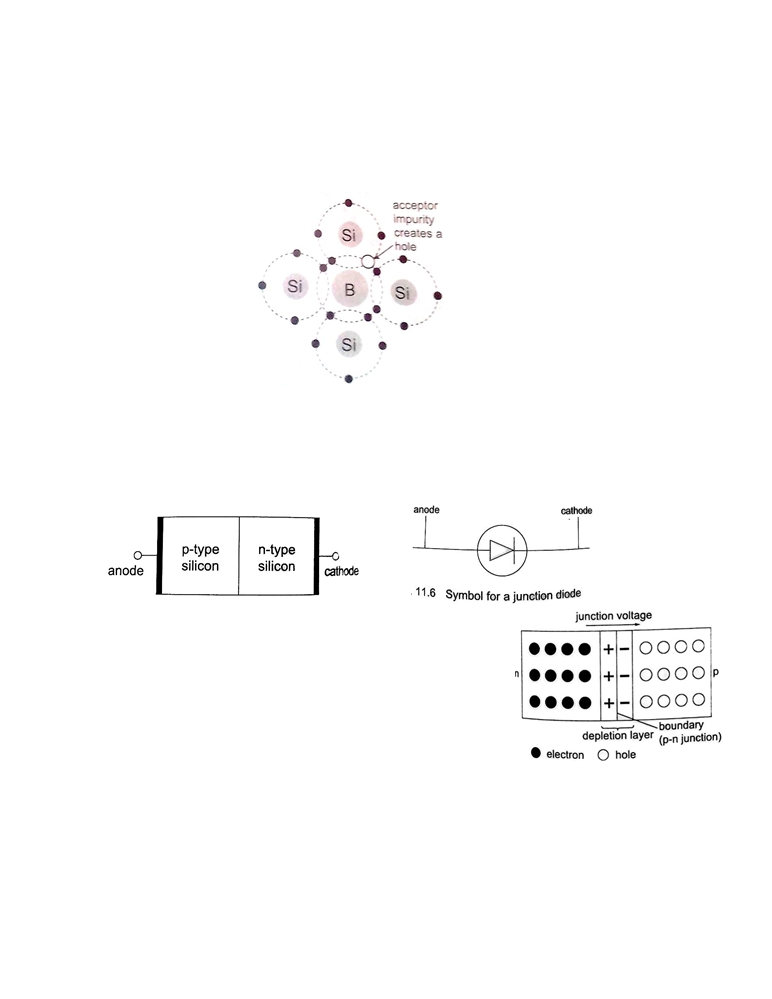 acceptor
impurity
creates a
hole
Si
Si
B
Si
Si
p-type
silicon
n-type
silicon
anode
cathode
anode
cathode
11.6 Symbol for a junction diode
junction voltage
n
+ −
+ −
+ −
p
depletion layer
boundary
(p-n junction)
electron
hole